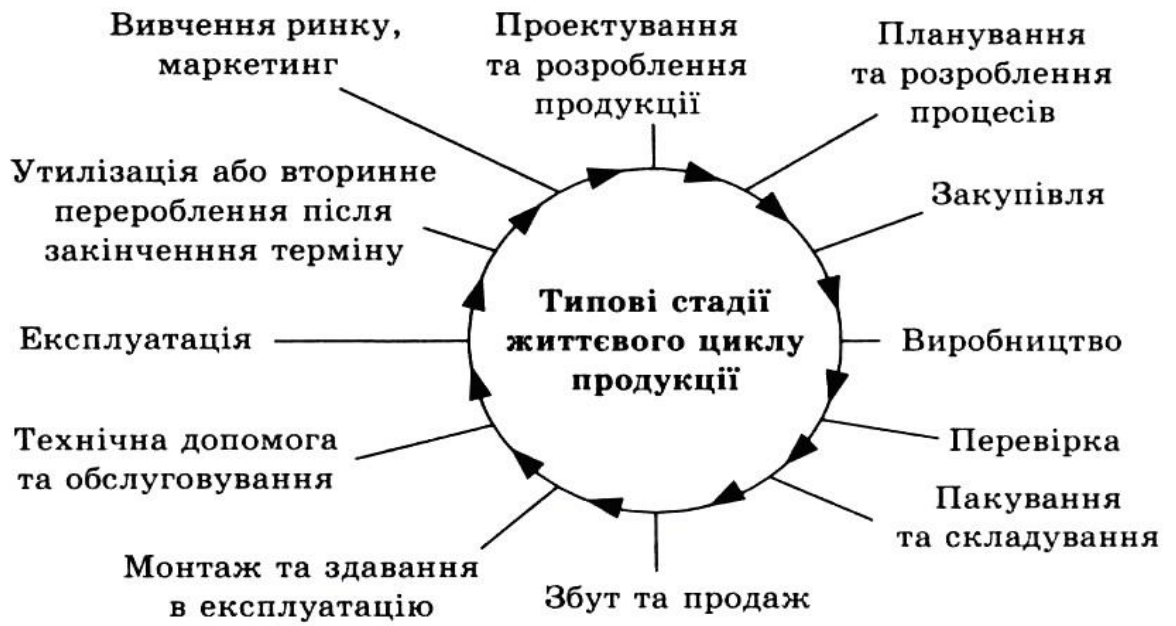 Вивчення ринку,
маркетинг
Проектування
та розроблення
продукції
Планування
та розроблення
процесів
Закупівля
Виробництво
Перевірка
Пакування
та складування
Збут та продаж
Монтаж та здавання
в експлуатацію
Технічна допомога
та обслуговування
Експлуатація
Утилізація або вторинне
перероблення після
закінченння терміну
Типові стадії
життєвого циклу
продукції